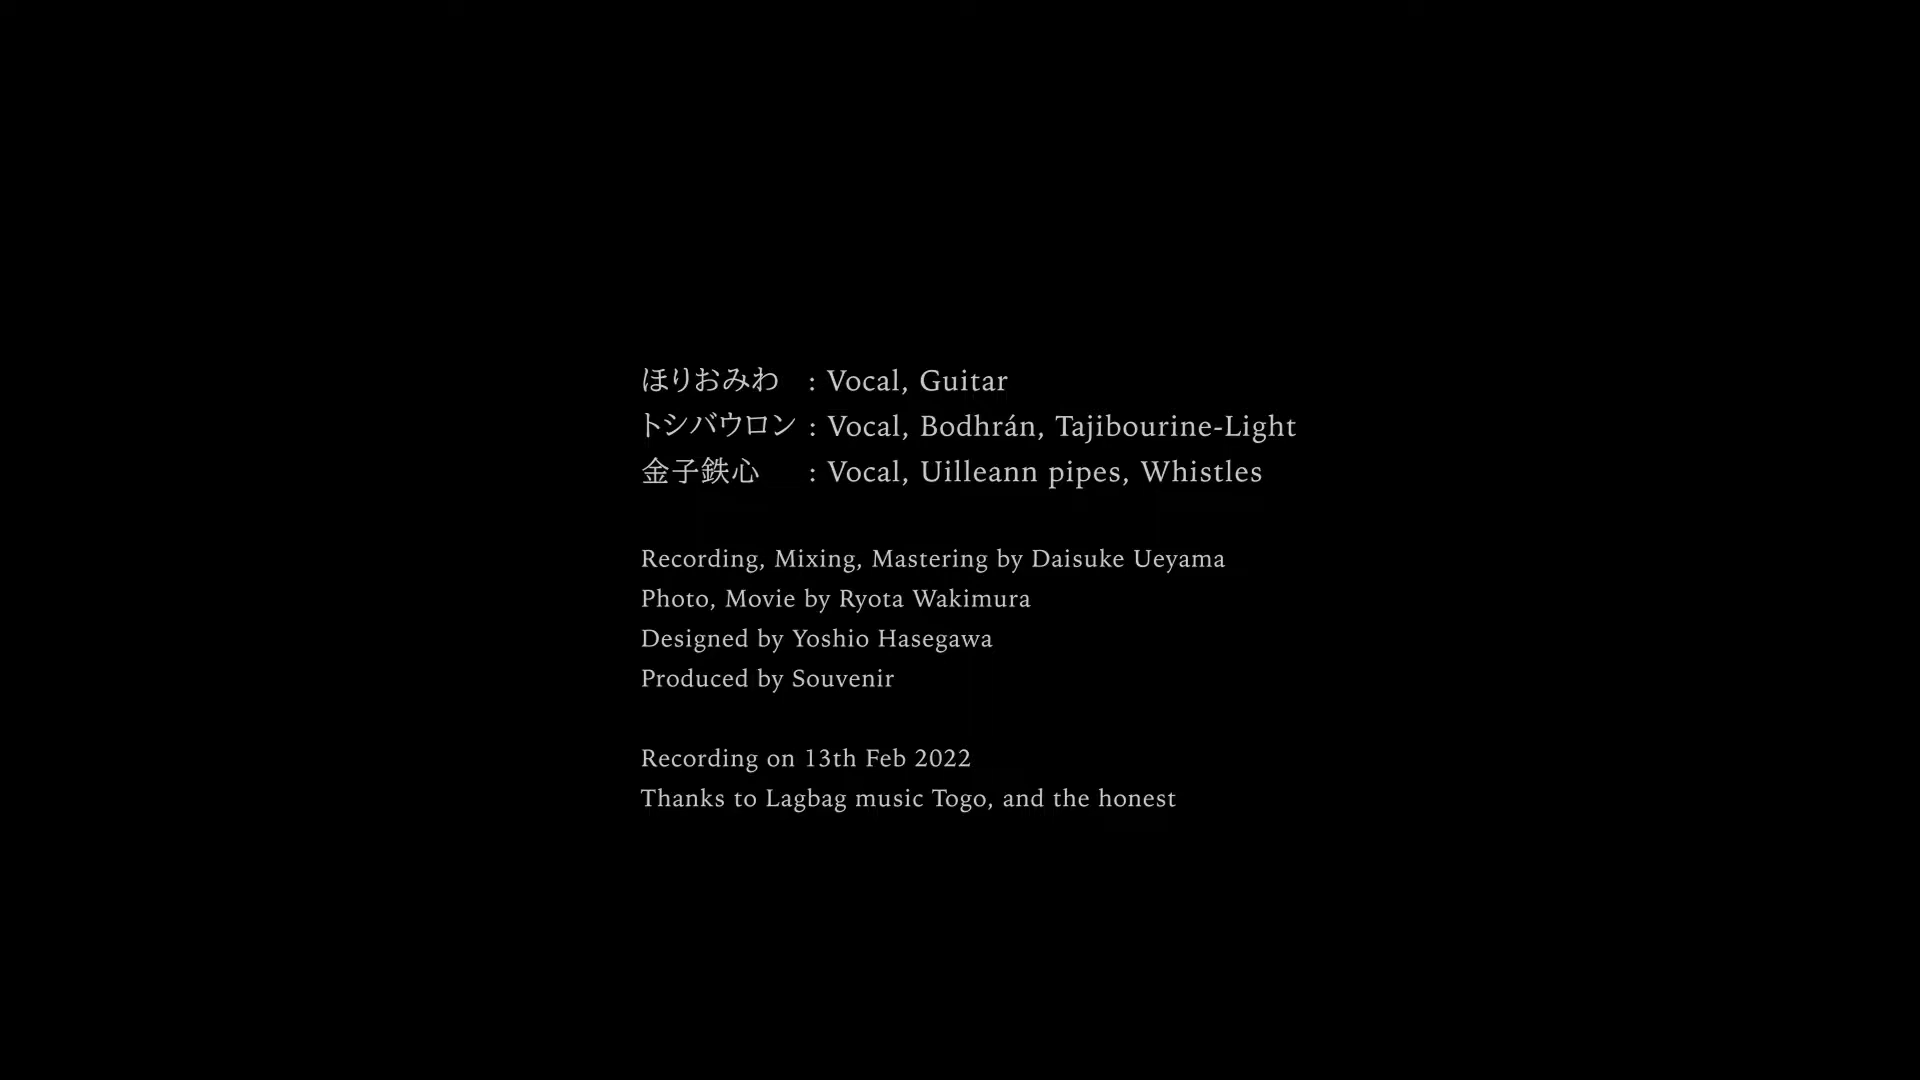 ほりおみわ : Vocal, Guitar
トシバウロン : Vocal, Bodhrán, Tajibourine-Light
金子鉄心 : Vocal, Uilleann pipes, Whistles
Recording, Mixing, Mastering by Daisuke Ueyama
Photo, Movie by Ryota Wakimura
Designed by Yoshio Hasegawa
Produced by Souvenir
Recording on 13th Feb 2022
Thanks to Lagbag music Togo, and the honest